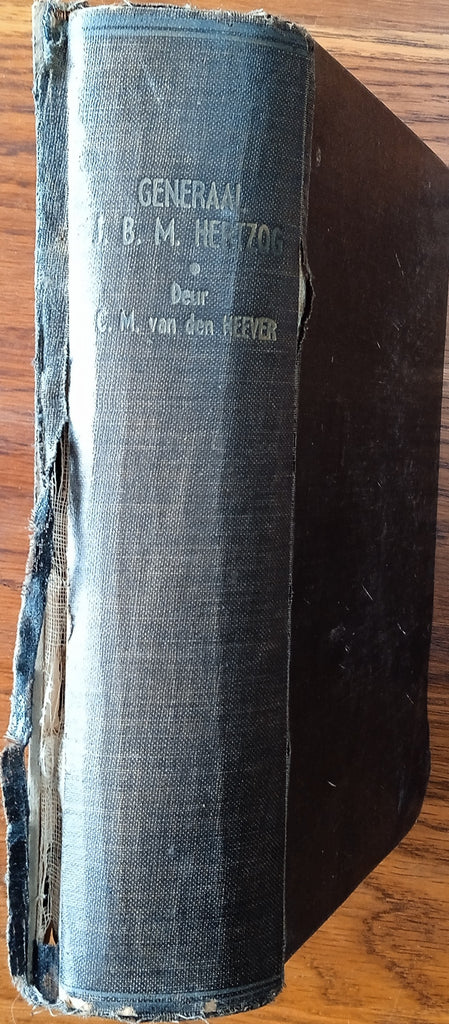 GENERAAL
J. B. M. HERTZOG
•
Deur
C. M. van den HEEVER